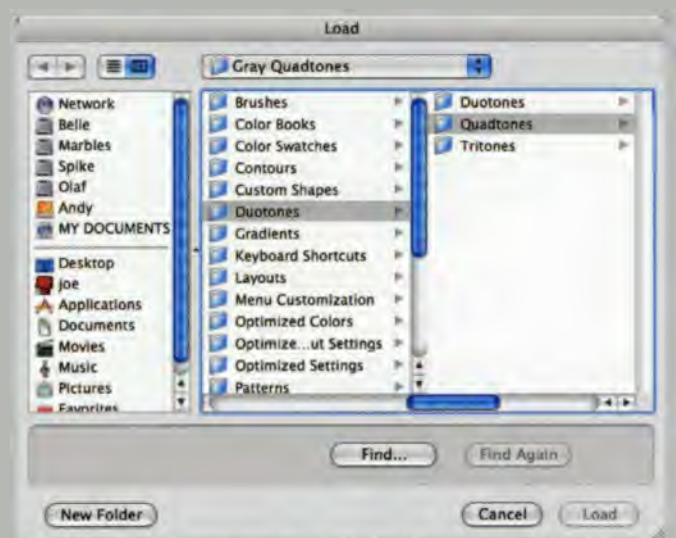 Load
Gray Quadtones
Network
Belle
Marbles
Spike
Olaf
Andy
MY DOCUMENTS
Desktop
joe
Applications
Documents
Movies
Music
Pictures
Favorites
Brushes
Color Books
Color Swatches
Contours
Custom Shapes
Duotones
Gradients
Keyboard Shortcuts
Layouts
Menu Customization
Optimized Colors
Optimize...ut Settings
Optimized Settings
Patterns
Duotones
Quadtones
Tritones
Find...
Find Again
New Folder
Cancel
Load